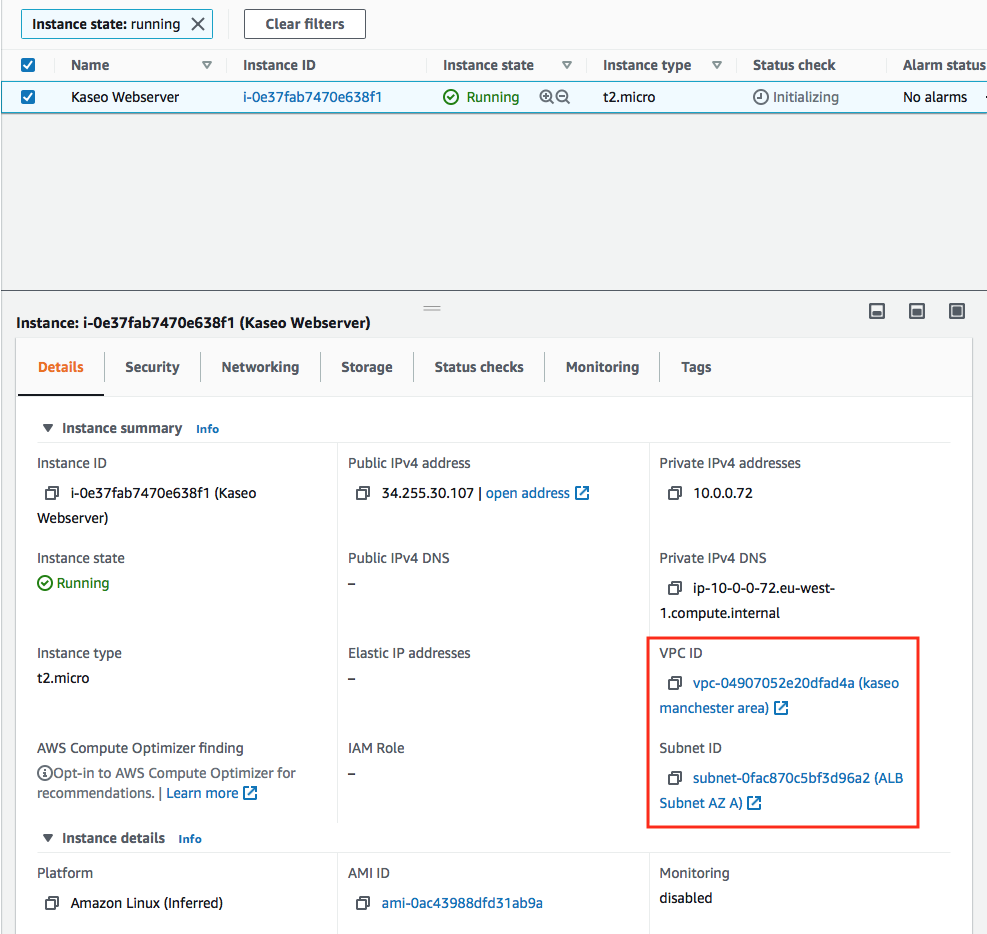 Instance state: running
Clear filters
Name Instance ID Instance state Instance type Status check Alarm status
Kaseo Webserver i-0e37fab7470e638f1 Running t2.micro Initializing No alarms
Instance: i-0e37fab7470e638f1 (Kaseo Webserver)
Details Security Networking Storage Status checks Monitoring Tags
Instance summary Info
Instance ID
i-0e37fab7470e638f1 (Kaseo
Webserver)
Public IPv4 address
34.255.30.107 | open address
Private IPv4 addresses
10.0.0.72
Instance state
Running
Public IPv4 DNS
–
Private IPv4 DNS
ip-10-0-0-72.eu-west-
1.compute.internal
Instance type
t2.micro
Elastic IP addresses
–
VPC ID
vpc-04907052e20dfad4a (kaseo
manchester area)
AWS Compute Optimizer finding
Opt-in to AWS Compute Optimizer for
recommendations. | Learn more
IAM Role
–
Subnet ID
subnet-0fac870c5bf3d96a2 (ALB
Subnet AZ A)
Instance details Info
Platform
Amazon Linux (Inferred)
AMI ID
ami-0ac43988dfd31ab9a
Monitoring
disabled